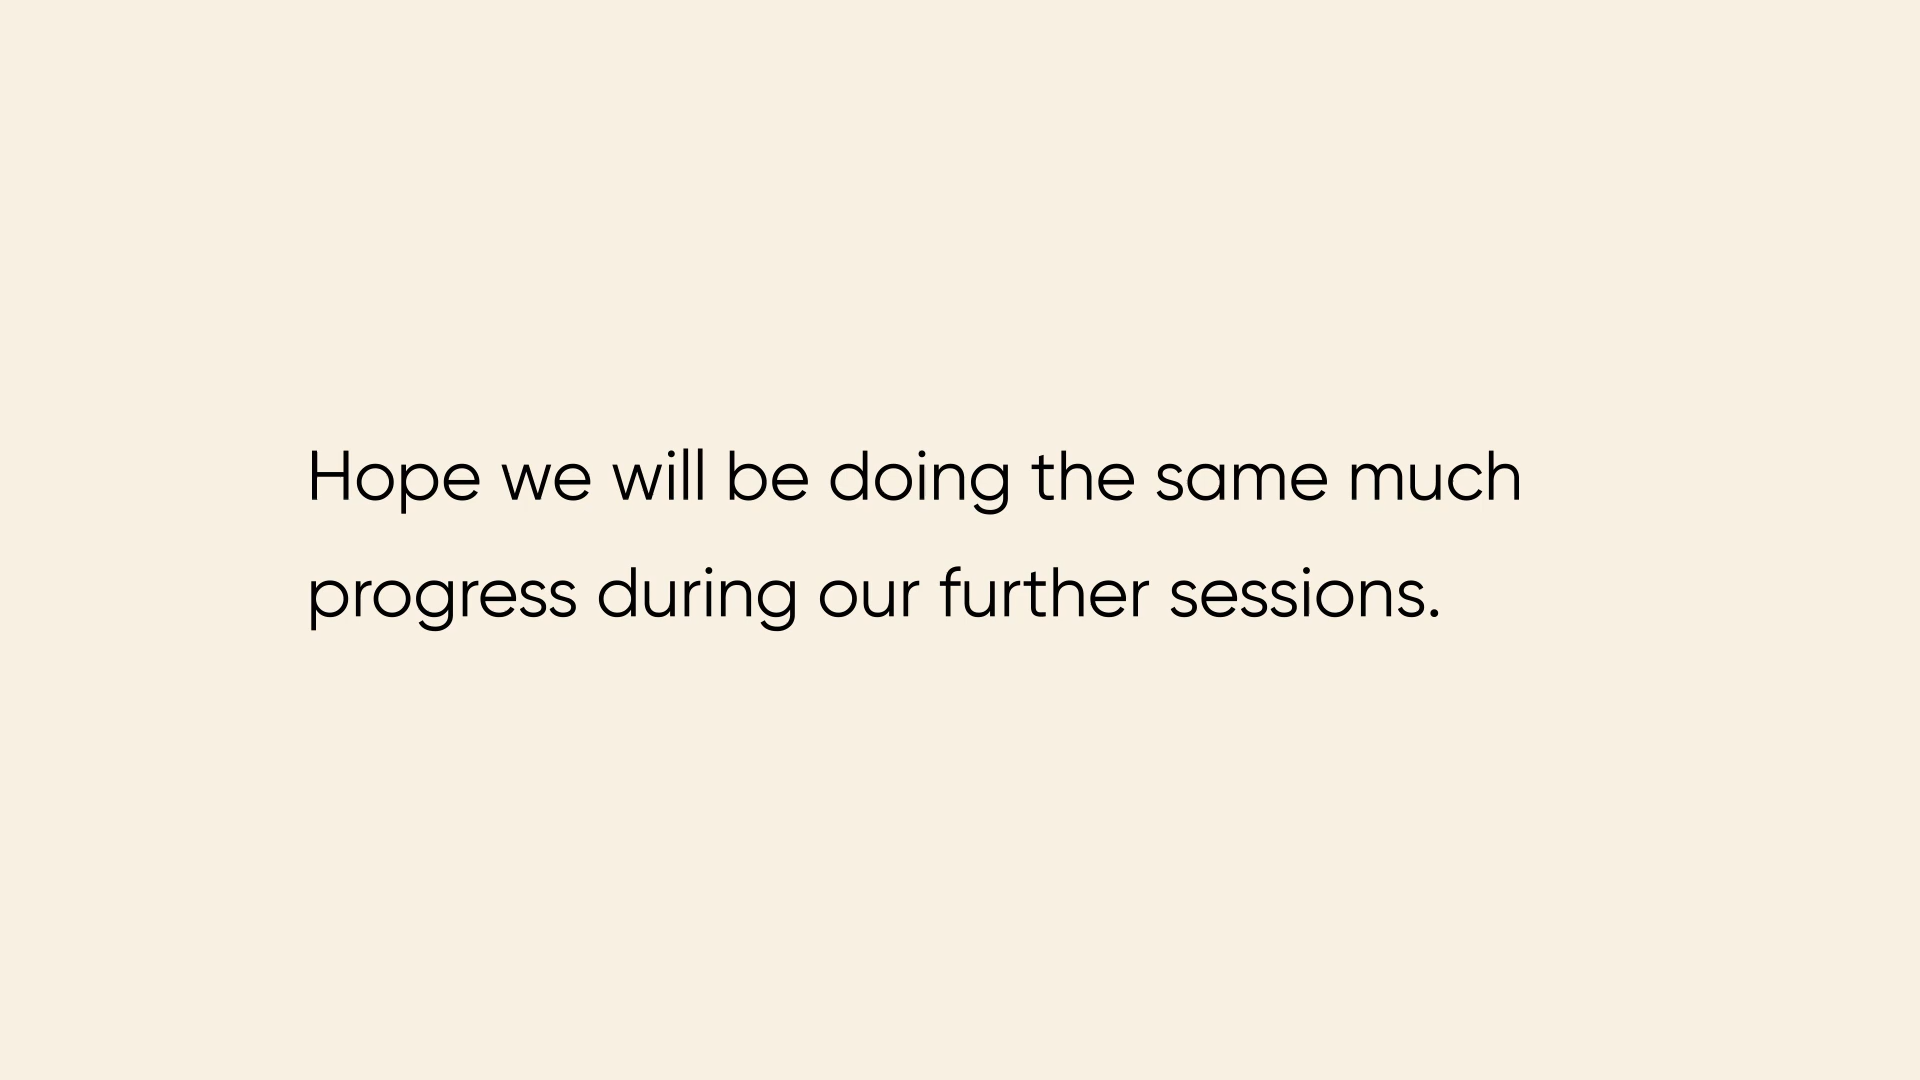 Hope we will be doing the same much
progress during our further sessions.